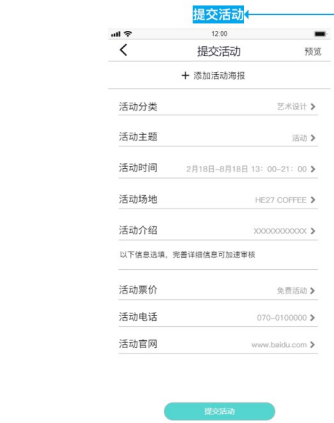 提交活动
12:00
提交活动 预览
+ 添加活动海报
活动分类 艺术设计
活动主题 活动
活动时间 2月18日-8月18日 13：00-21：00
活动场地 HE27 COFFEE
活动介绍 XXXXXXXXXXX
以下信息选填，完善详细信息可加速审核
活动票价 免费活动
活动电话 070-0100000
活动官网 www.baidu.com
提交活动